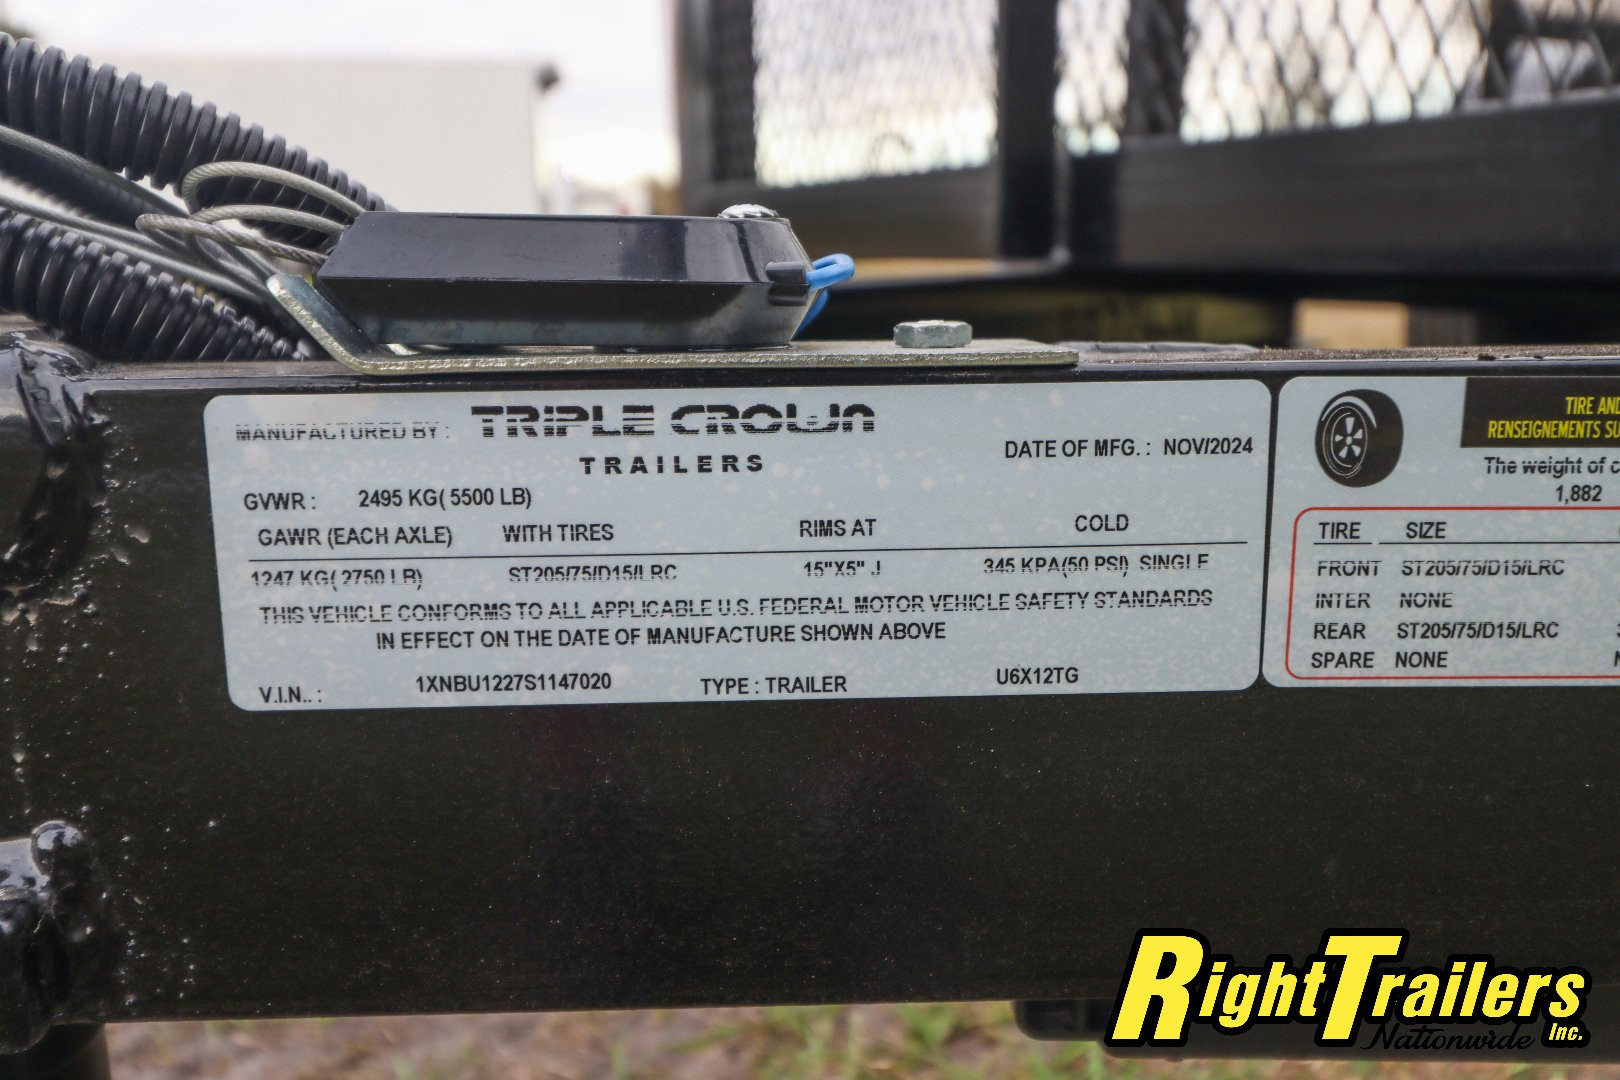 MANUFACTURED BY : TRIPLE CROWN
TRAILERS
DATE OF MFG. : NOV/2024
GVWR : 2495 KG( 5500 LB)
GAWR (EACH AXLE) WITH TIRES RIMS AT COLD
1247 KG( 2750 LB) ST205/75/D15/LRC 15"X5" J 345 KPA(50 PSI) SINGLE
THIS VEHICLE CONFORMS TO ALL APPLICABLE U.S. FEDERAL MOTOR VEHICLE SAFETY STANDARDS
IN EFFECT ON THE DATE OF MANUFACTURE SHOWN ABOVE
V.I.N.. : 1XNBU1227S1147020 TYPE : TRAILER U6X12TG
TIRE AND
RENSEIGNEMENTS SU
The weight of c
1,882
TIRE SIZE
FRONT ST205/75/D15/LRC
INTER NONE
REAR ST205/75/D15/LRC
SPARE NONE
RightTrailers
Nationwide Inc.